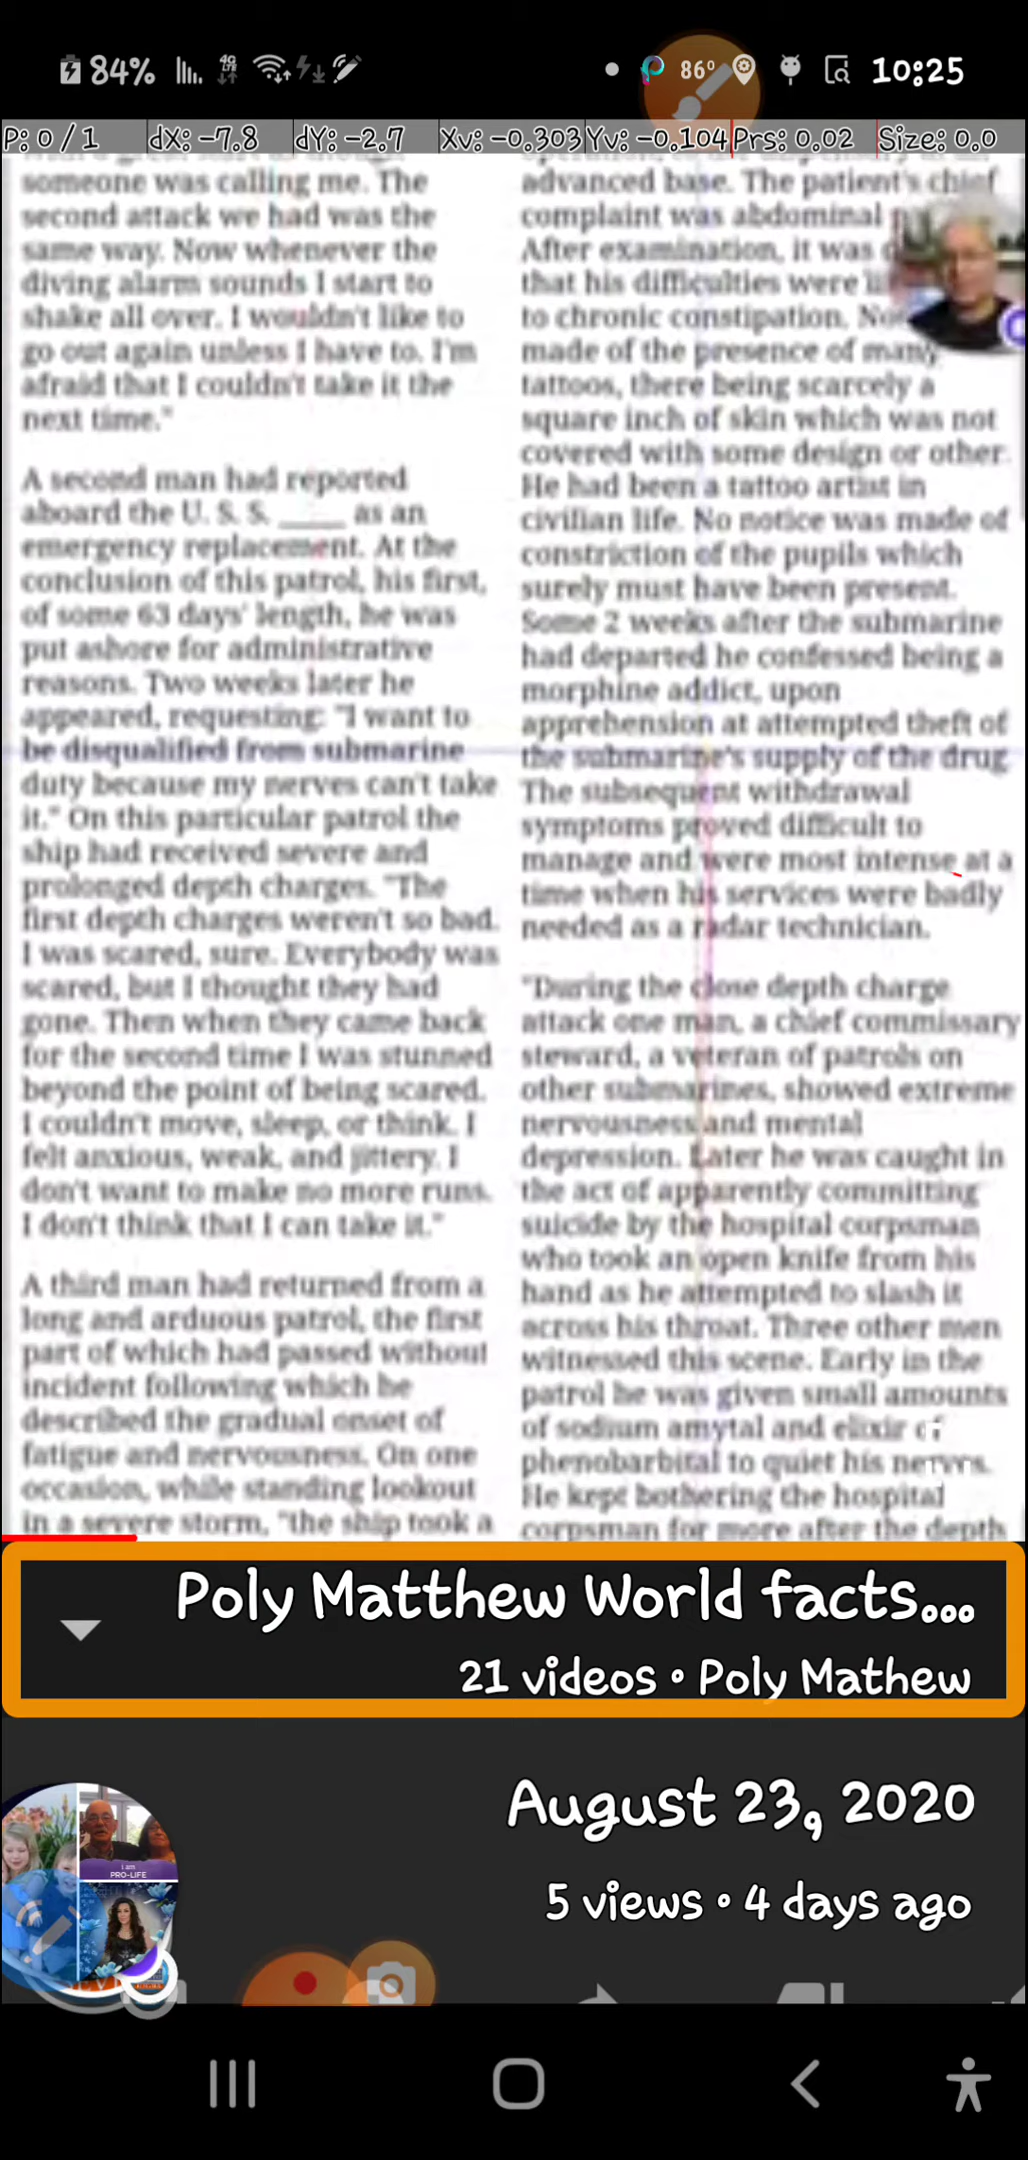 84%
4G
86°
10:25
P: 0 / 1
dX: -7.8
dY: -2.7
Xv: -0.303
Yv: -0.104
Prs: 0.02
Size: 0.0
someone was calling me. The
second attack we had was the
same way. Now whenever the
diving alarm sounds I start to
shake all over. I wouldn't like to
go out again unless I have to. I'm
afraid that I couldn't take it the
next time."
A second man had reported
aboard the U. S. S. _____ as an
emergency replacement. At the
conclusion of this patrol, his first,
of some 63 days' length, he was
put ashore for administrative
reasons. Two weeks later he
appeared, requesting: "I want to
be disqualified from submarine
duty because my nerves can't take
it." On this particular patrol the
ship had received severe and
prolonged depth charges. "The
first depth charges weren't so bad.
I was scared, sure. Everybody was
scared, but I thought they had
gone. Then when they came back
for the second time I was stunned
beyond the point of being scared.
I couldn't move, sleep, or think. I
felt anxious, weak, and jittery. I
don't want to make no more runs.
I don't think that I can take it."
A third man had returned from a
long and arduous patrol, the first
part of which had passed without
incident following which he
described the gradual onset of
fatigue and nervousness. On one
occasion, while standing lookout
in a severe storm, "the ship took a
advanced base. The patient's chief
complaint was abdominal
After examination, it was
that his difficulties were
to chronic constipation.
made of the presence of many
tattoos, there being scarcely a
square inch of skin which was not
covered with some design or other.
He had been a tattoo artist in
civilian life. No notice was made of
constriction of the pupils which
surely must have been present.
Some 2 weeks after the submarine
had departed he confessed being a
morphine addict, upon
apprehension at attempted theft of
the submarine's supply of the drug.
The subsequent withdrawal
symptoms proved difficult to
manage and were most intense at a
time when his services were badly
needed as a radar technician.
"During the close depth charge
attack one man, a chief commissary
steward, a veteran of patrols on
other submarines, showed extreme
nervousness and mental
depression. Later he was caught in
the act of apparently committing
suicide by the hospital corpsman
who took an open knife from his
hand as he attempted to slash it
across his throat. Three other men
witnessed this scene. Early in the
patrol he was given small amounts
of sodium amytal and elixir of
phenobarbital to quiet his nerves.
He kept bothering the hospital
corpsman for more after the depth
Poly Matthew World facts...
21 videos • Poly Mathew
August 23, 2020
5 views • 4 days ago
i am
PRO-LIFE